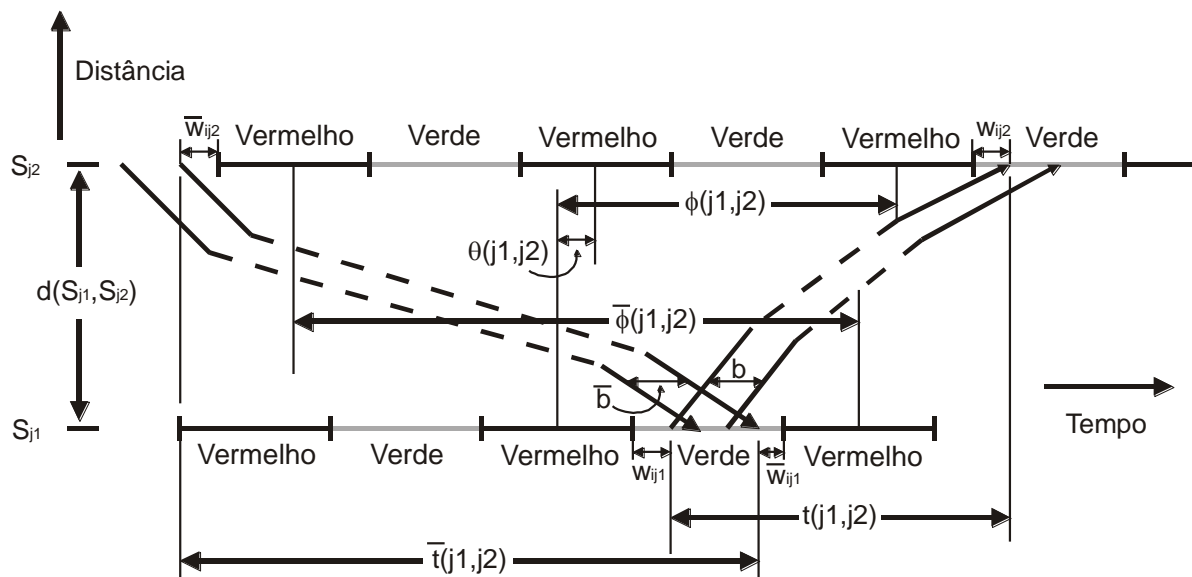 Distância
w̅ij2 Vermelho Verde Vermelho Verde Vermelho wij2 Verde
Sj2
ϕ(j1,j2)
θ(j1,j2)
d(Sj1,Sj2)
ϕ̅(j1,j2)
b̅ b
Sj1
Tempo
Vermelho Verde Vermelho wij1 Verde w̅ij1 Vermelho
t(j1,j2)
t̅(j1,j2)